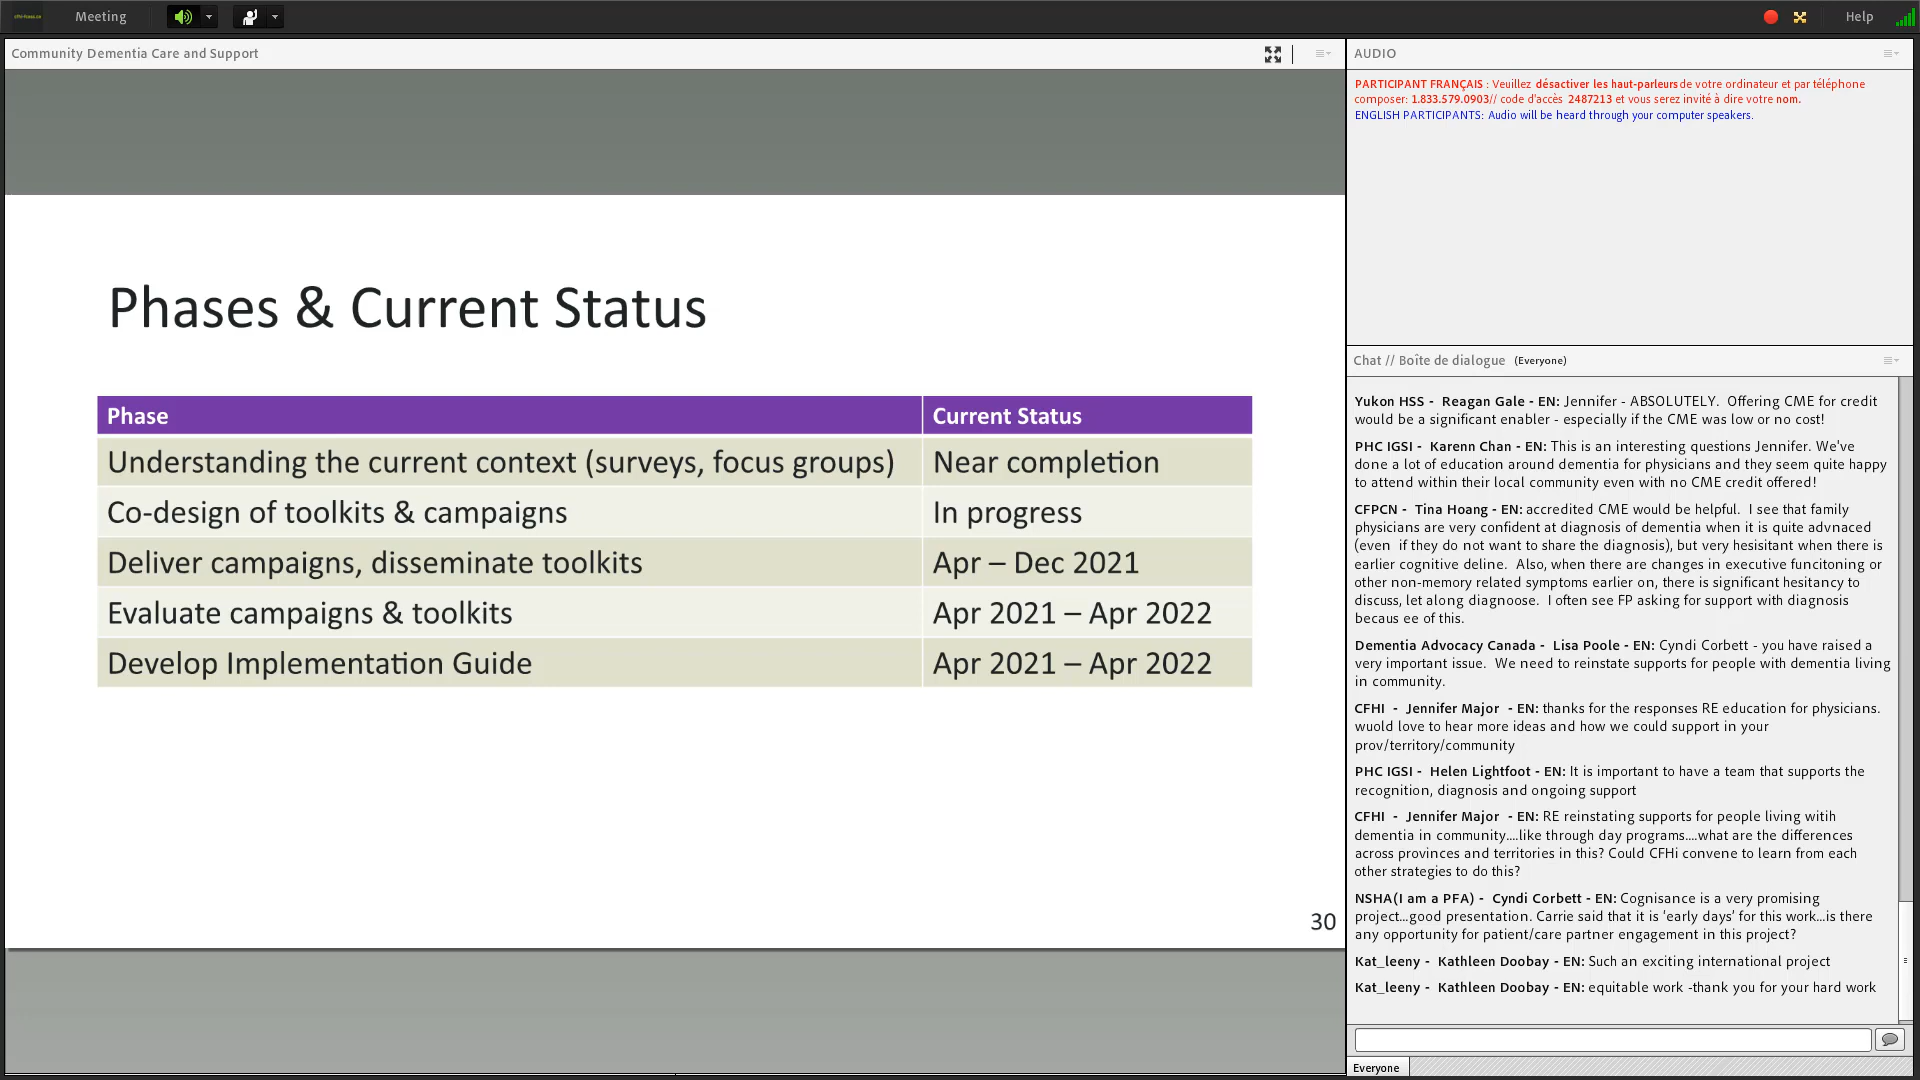 Meeting
Help
Community Dementia Care and Support
Phases & Current Status
Phase Current Status
Understanding the current context (surveys, focus groups) Near completion
Co-design of toolkits & campaigns In progress
Deliver campaigns, disseminate toolkits Apr – Dec 2021
Evaluate campaigns & toolkits Apr 2021 – Apr 2022
Develop Implementation Guide Apr 2021 – Apr 2022
30
AUDIO
PARTICIPANT FRANÇAIS : Veuillez désactiver les haut-parleurs de votre ordinateur et par téléphone
composer: 1.833.579.0903// code d'accès 2487213 et vous serez invité à dire votre nom.
ENGLISH PARTICIPANTS: Audio will be heard through your computer speakers.
Chat // Boîte de dialogue (Everyone)
Yukon HSS - Reagan Gale - EN: Jennifer - ABSOLUTELY. Offering CME for credit
would be a significant enabler - especially if the CME was low or no cost!
PHC IGSI - Karenn Chan - EN: This is an interesting questions Jennifer. We've
done a lot of education around dementia for physicians and they seem quite happy
to attend within their local community even with no CME credit offered!
CFPCN - Tina Hoang - EN: accredited CME would be helpful. I see that family
physicians are very confident at diagnosis of dementia when it is quite advnaced
(even if they do not want to share the diagnosis), but very hesisitant when there is
earlier cognitive deline. Also, when there are changes in executive funcitoning or
other non-memory related symptoms earlier on, there is significant hesitancy to
discuss, let along diagnoose. I often see FP asking for support with diagnosis
becaus ee of this.
Dementia Advocacy Canada - Lisa Poole - EN: Cyndi Corbett - you have raised a
very important issue. We need to reinstate supports for people with dementia living
in community.
CFHI - Jennifer Major - EN: thanks for the responses RE education for physicians.
wuold love to hear more ideas and how we could support in your
prov/territory/community
PHC IGSI - Helen Lightfoot - EN: It is important to have a team that supports the
recognition, diagnosis and ongoing support
CFHI - Jennifer Major - EN: RE reinstating supports for people living witih
dementia in community....like through day programs....what are the differences
across provinces and territories in this? Could CFHi convene to learn from each
other strategies to do this?
NSHA(I am a PFA) - Cyndi Corbett - EN: Cognisance is a very promising
project...good presentation. Carrie said that it is 'early days' for this work...is there
any opportunity for patient/care partner engagement in this project?
Kat_leeny - Kathleen Doobay - EN: Such an exciting international project
Kat_leeny - Kathleen Doobay - EN: equitable work -thank you for your hard work
Everyone